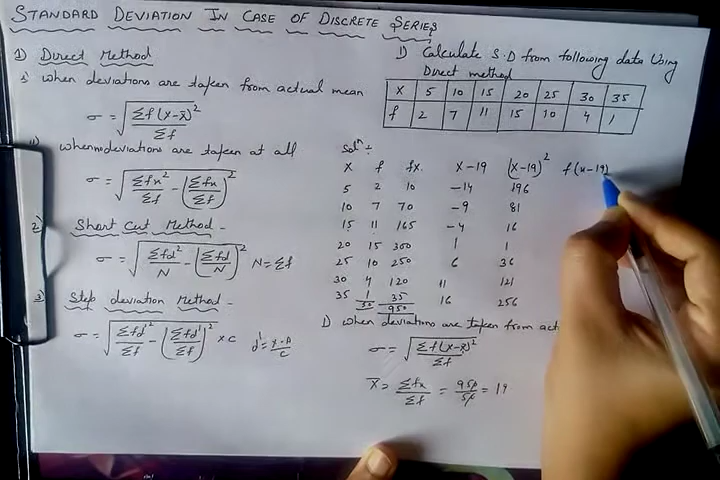 STANDARD DEVIATION IN CASE OF DISCRETE SERIES
1) Direct Method
i) when deviations are taken from actual mean
σ = √(Σf(x-x̄)²/Σf)
ii) when no deviations are taken at all
σ = √(Σfx²/Σf - (Σfx/Σf)²)
2) Short Cut Method -
σ = √(Σfd²/N - (Σfd/N)²) N = Σf
3) Step deviation Method -
σ = √(Σfd'²/Σf - (Σfd'/Σf)²) × C d' = x-A/C
1) Calculate S.D from following data Using
Direct method
X 5 10 15 20 25 30 35
f 2 7 11 15 10 4 1
Solⁿ:-
X f fx. X-19 (X-19)² f(x-19)
5 2 10 -14 196
10 7 70 -9 81
15 11 165 -4 16
20 15 300 1 1
25 10 250 6 36
30 4 120 11 121
35 1 35 16 256
50 950
1) when deviations are taken from act
σ = √(Σf(x-x̄)²/Σf)
X̄ = Σfx/Σf = 950/50 = 19